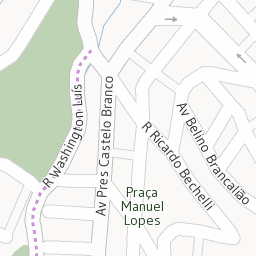 R Washington Luís
Av Pres Castelo Branco
R Ricardo Bechelli
Av Belino Brancalião
Praça
Manuel
Lopes